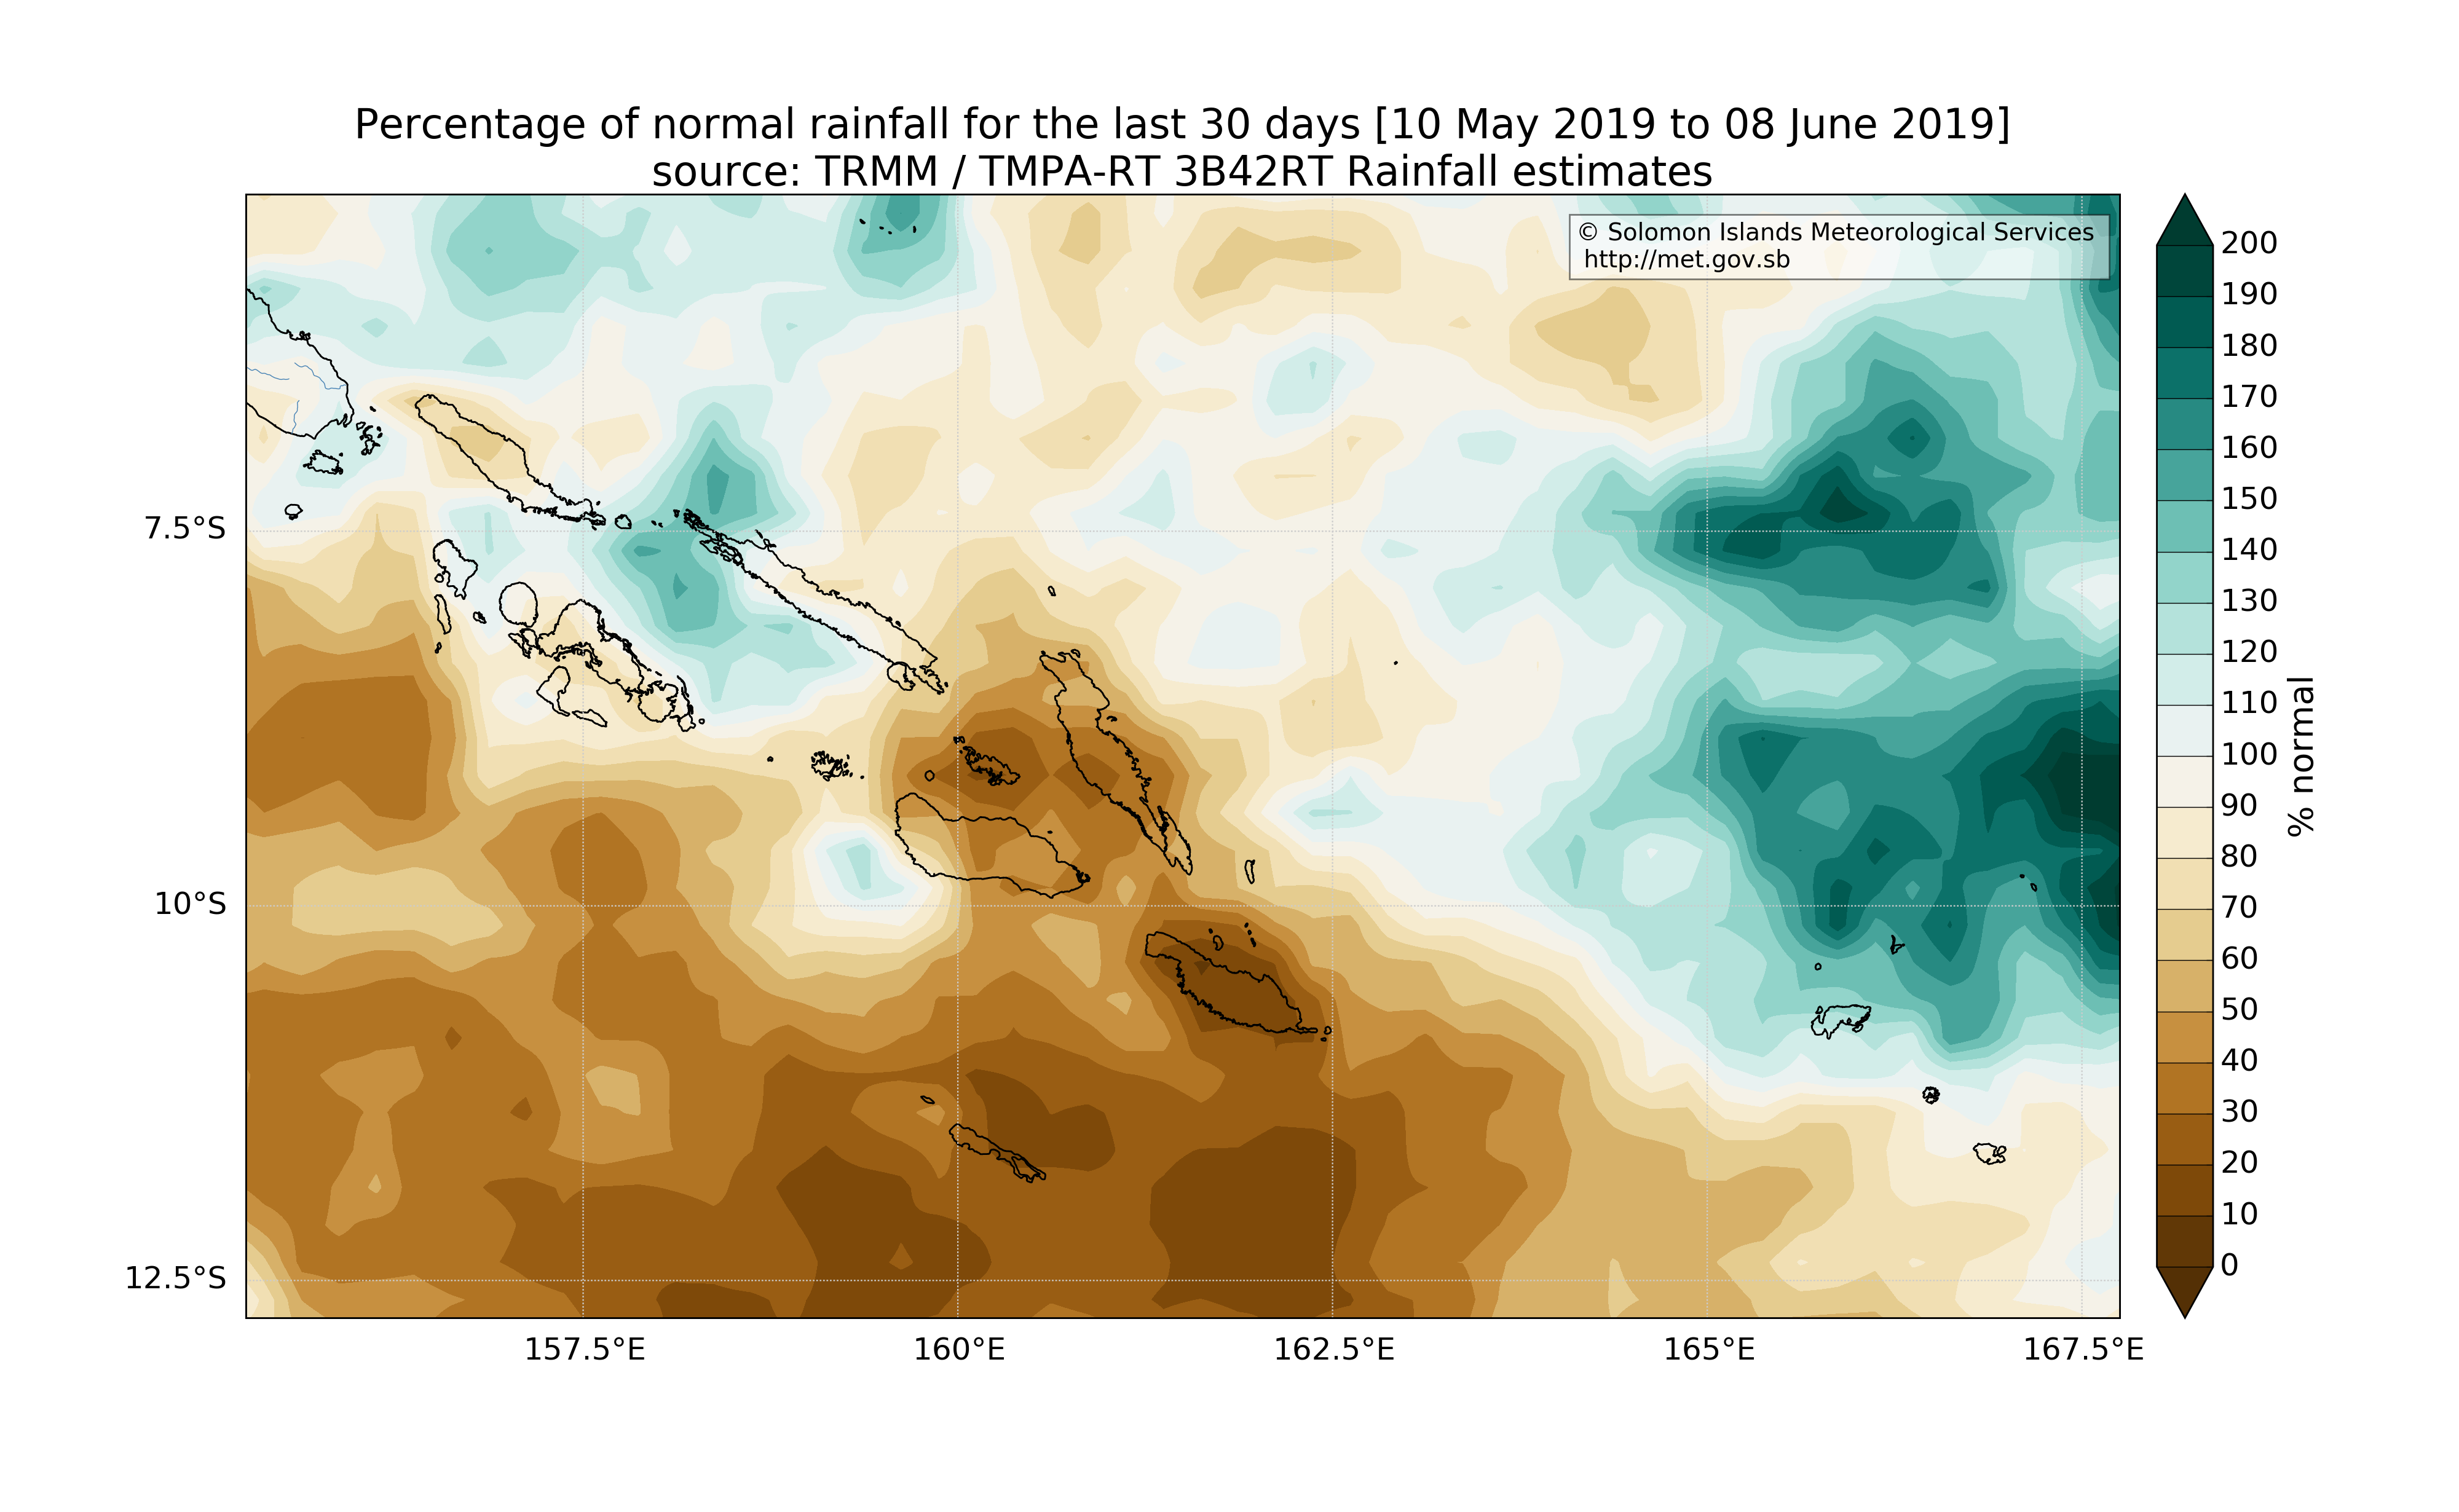 Percentage of normal rainfall for the last 30 days [10 May 2019 to 08 June 2019]
source: TRMM / TMPA-RT 3B42RT Rainfall estimates
© Solomon Islands Meteorological Services
http://met.gov.sb
7.5°S
10°S
12.5°S
157.5°E
160°E
162.5°E
165°E
167.5°E
200
190
180
170
160
150
140
130
120
110
100
90
80
70
60
50
40
30
20
10
0
% normal